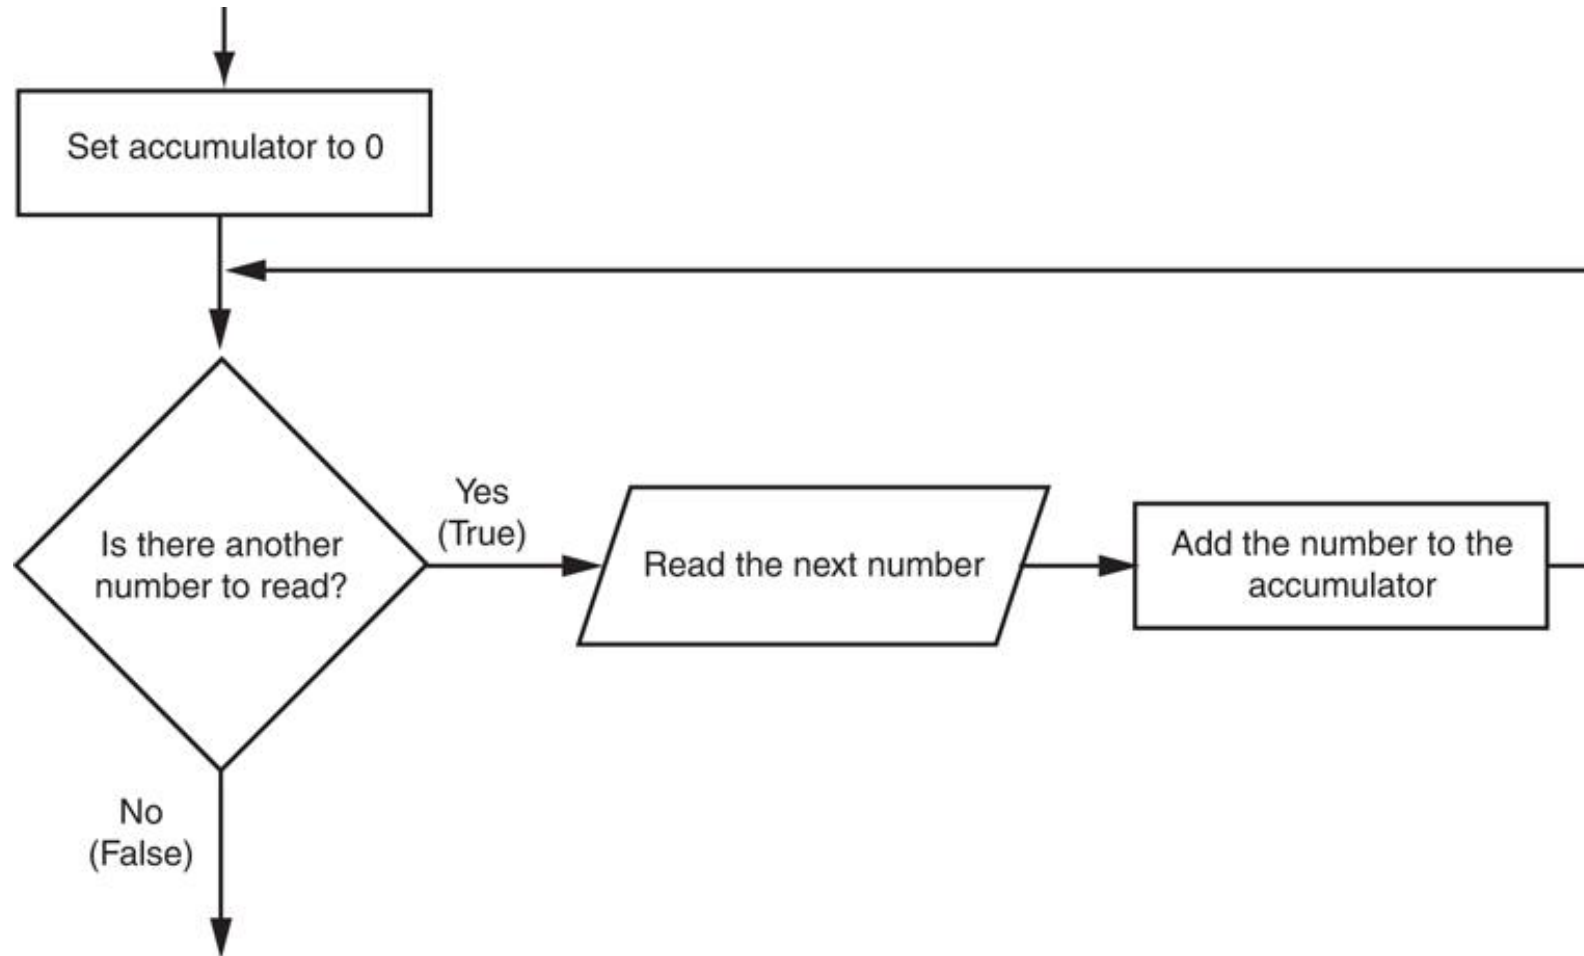 Set accumulator to 0
Is there another
number to read?
Yes
(True)
Read the next number
Add the number to the
accumulator
No
(False)